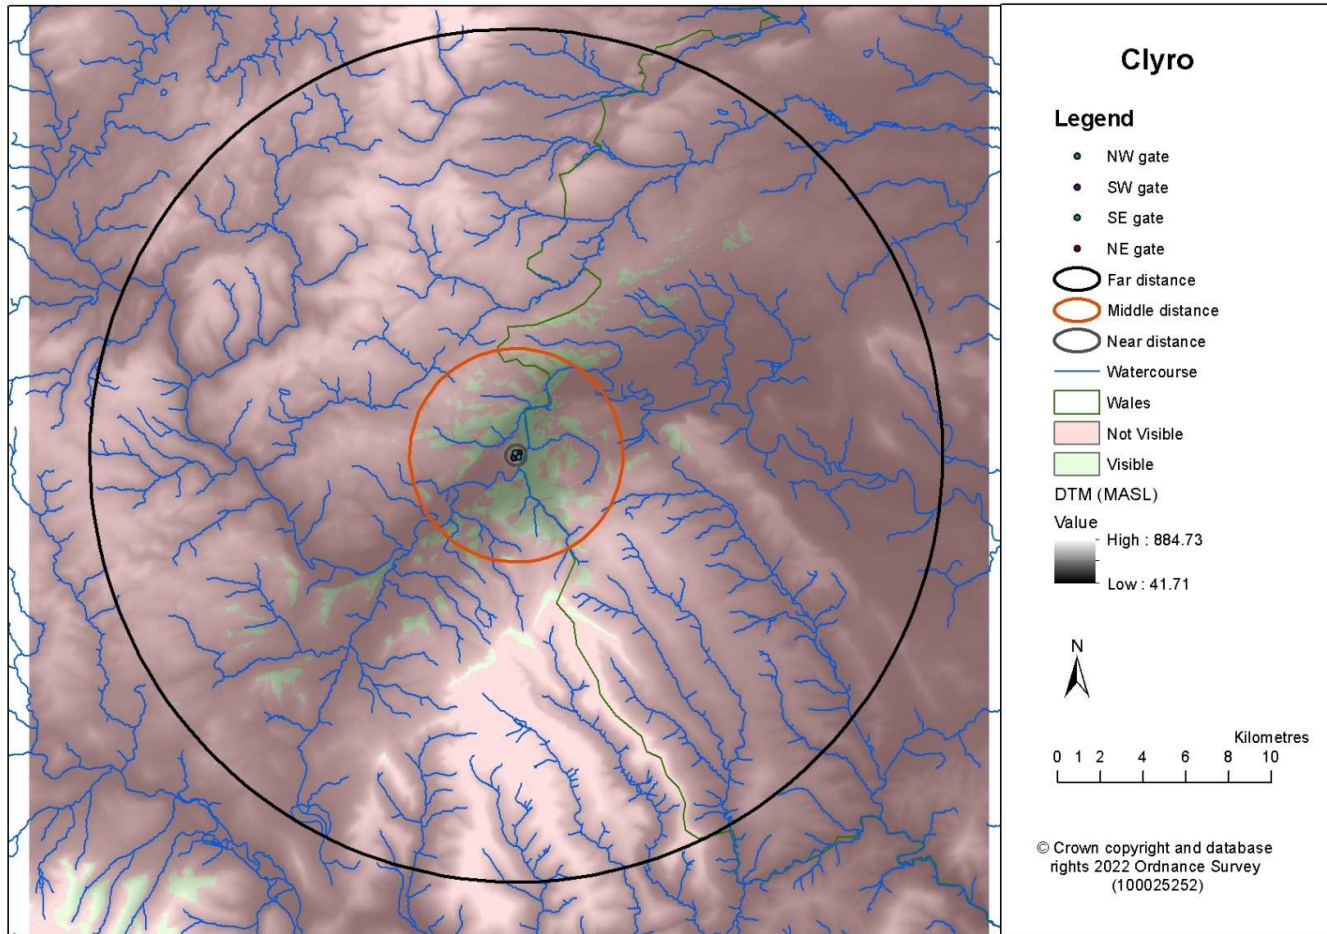 Clyro
Legend
NW gate
SW gate
SE gate
NE gate
Far distance
Middle distance
Near distance
Watercourse
Wales
Not Visible
Visible
DTM (MASL)
Value
High : 884.73
Low : 41.71
N
Kilometres
0 1 2 4 6 8 10
© Crown copyright and database
rights 2022 Ordnance Survey
(100025252)